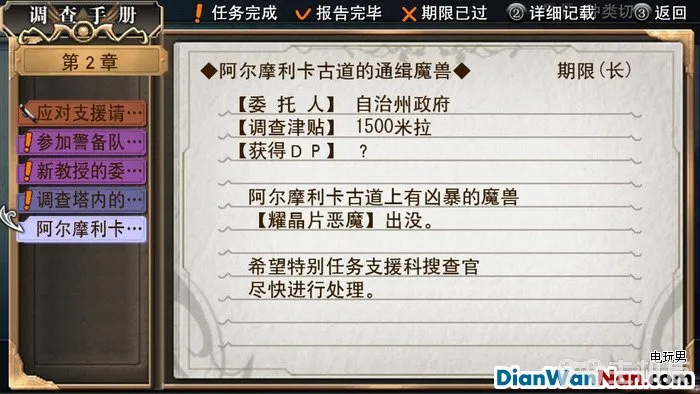 调查手册
! 任务完成 ✓ 报告完毕 ✗ 期限已过 ② 详细记载 ③ 返回
种类切
第2章
应对支援请…
参加警备队…
新教授的委…
调查塔内的…
阿尔摩利卡…
◆阿尔摩利卡古道的通缉魔兽◆ 期限(长)
【委 托 人】 自治州政府
【调查津贴】 1500米拉
【获得DP】 ?
阿尔摩利卡古道上有凶暴的魔兽
【耀晶片恶魔】出没。
希望特别任务支援科搜查官
尽快进行处理。
电玩男
DianWanNan.com